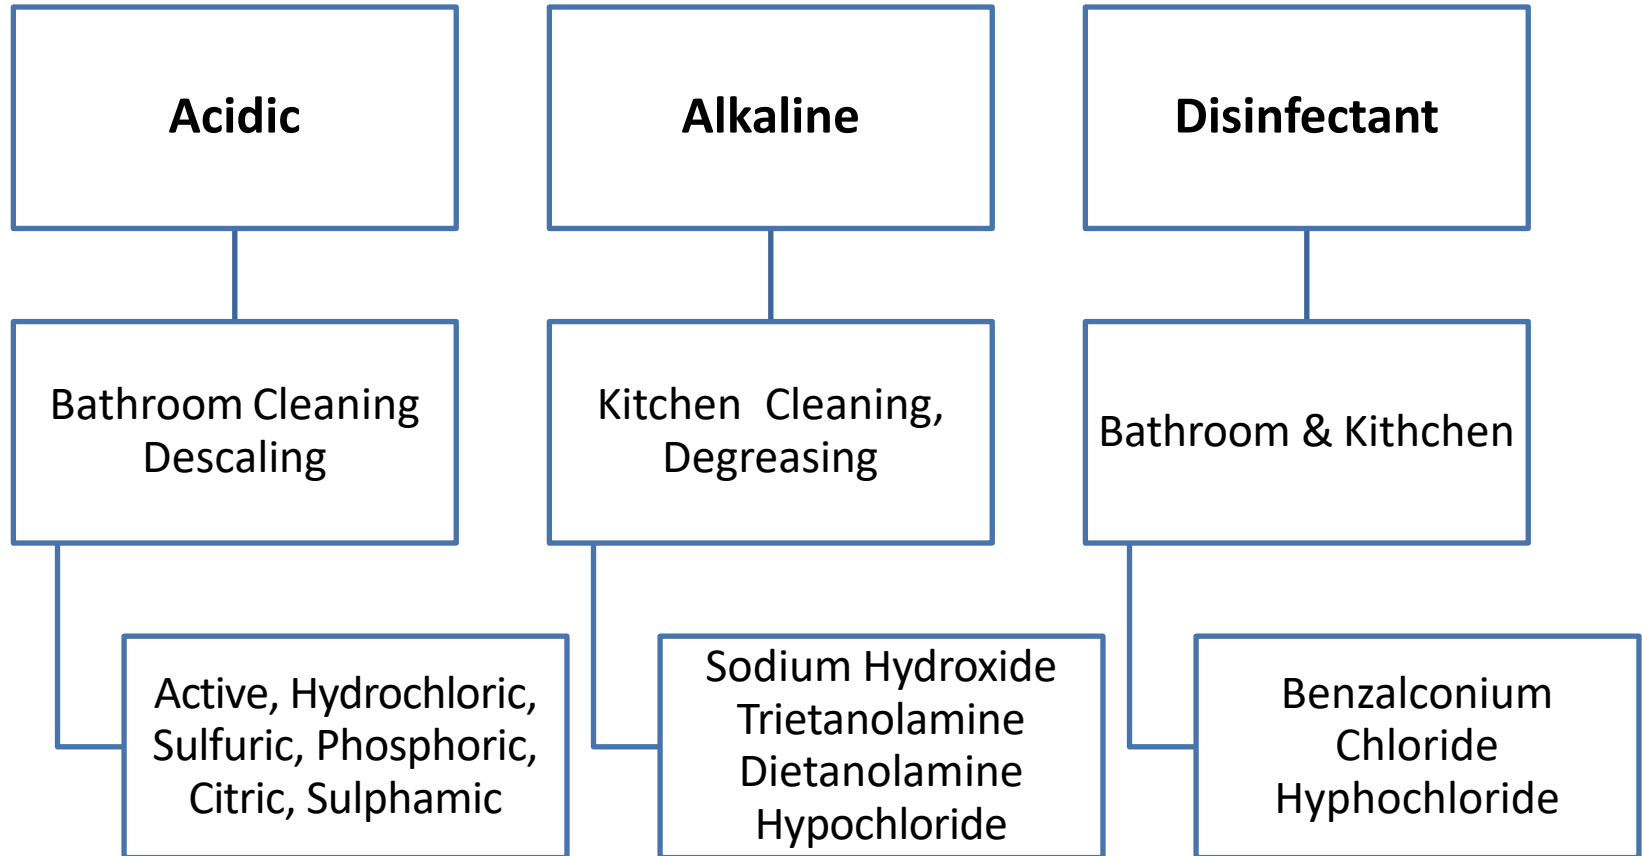 Acidic
Alkaline
Disinfectant
Bathroom Cleaning
Descaling
Kitchen Cleaning,
Degreasing
Bathroom & Kithchen
Active, Hydrochloric,
Sulfuric, Phosphoric,
Citric, Sulphamic
Sodium Hydroxide
Trietanolamine
Dietanolamine
Hypochloride
Benzalconium
Chloride
Hyphochloride